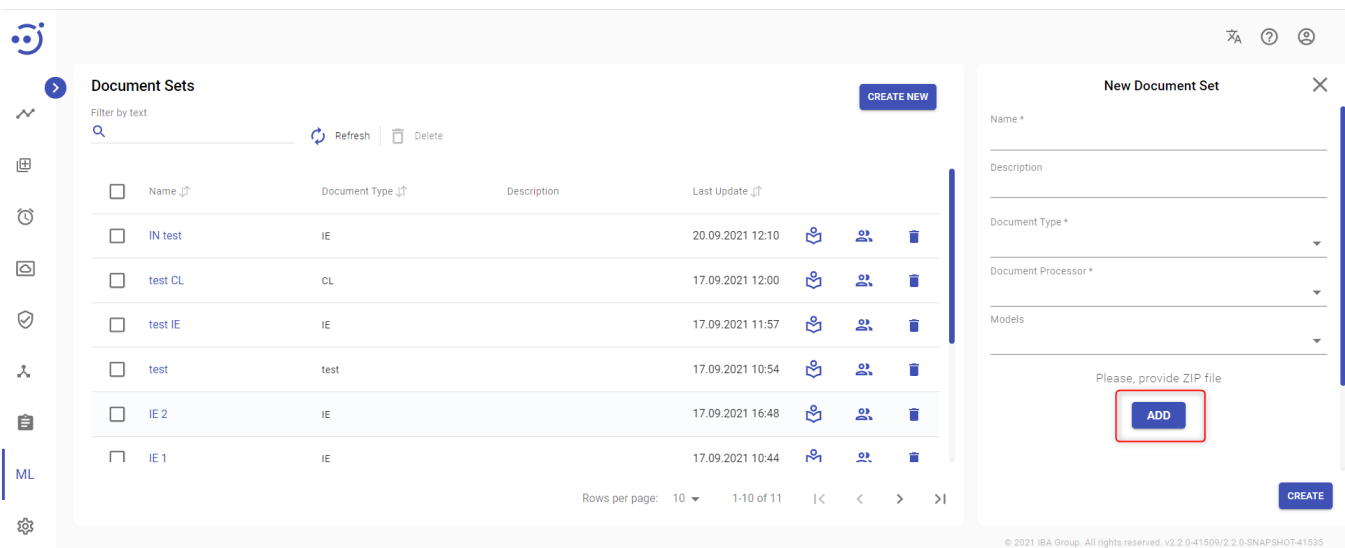 Document Sets
CREATE NEW
Filter by text
Refresh
Delete
Name
Document Type
Description
Last Update
IN test
IE
20.09.2021 12:10
test CL
CL
17.09.2021 12:00
test IE
IE
17.09.2021 11:57
test
test
17.09.2021 10:54
IE 2
IE
17.09.2021 16:48
IE 1
IE
17.09.2021 10:44
Rows per page: 10
1-10 of 11
ML
New Document Set
Name *
Description
Document Type *
Document Processor *
Models
Please, provide ZIP file
ADD
CREATE
© 2021 IBA Group. All rights reserved. v2.2.0-41509/2.2.0-SNAPSHOT-41535